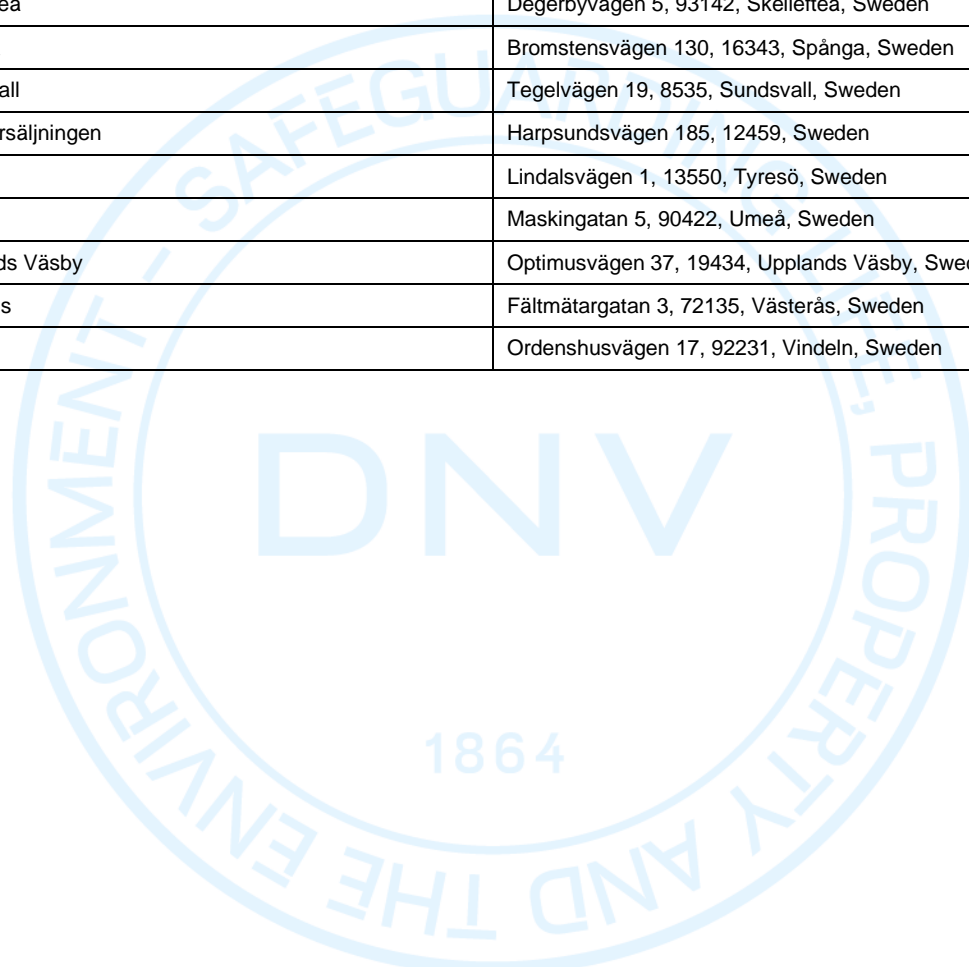 ea Degerbyvägen 5, 93142, Skellefteå, Sweden
Bromstensvägen 130, 16343, Spånga, Sweden
all Tegelvägen 19, 8535, Sundsvall, Sweden
rsäljningen Harpsundsvägen 185, 12459, Sweden
Lindalsvägen 1, 13550, Tyresö, Sweden
Maskingatan 5, 90422, Umeå, Sweden
ds Väsby Optimusvägen 37, 19434, Upplands Väsby, Swe
s Fältmätargatan 3, 72135, Västerås, Sweden
Ordenshusvägen 17, 92231, Vindeln, Sweden
SAFEGUARDING LIFE, PROPERTY AND THE ENVIRONMENT -
DNV
1864